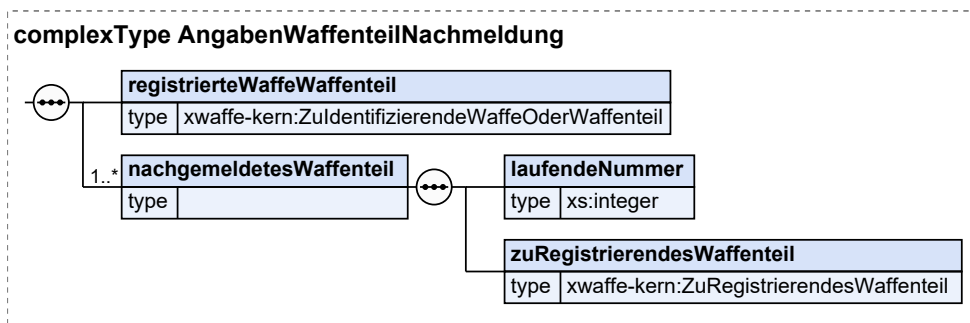 complexType AngabenWaffenteilNachmeldung
registrierteWaffeWaffenteil
type xwaffe-kern:ZuIdentifizierendeWaffeOderWaffenteil
1..*
nachgemeldetesWaffenteil
type
laufendeNummer
type xs:integer
zuRegistrierendesWaffenteil
type xwaffe-kern:ZuRegistrierendesWaffenteil